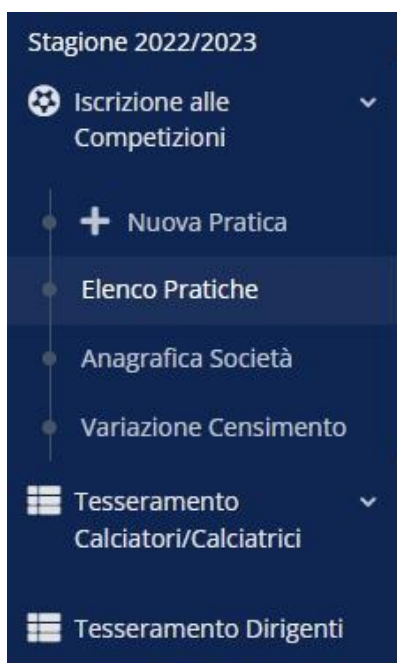 Stagione 2022/2023
Iscrizione alle
Competizioni
Nuova Pratica
Elenco Pratiche
Anagrafica Società
Variazione Censimento
Tesseramento
Calciatori/Calciatrici
Tesseramento Dirigenti